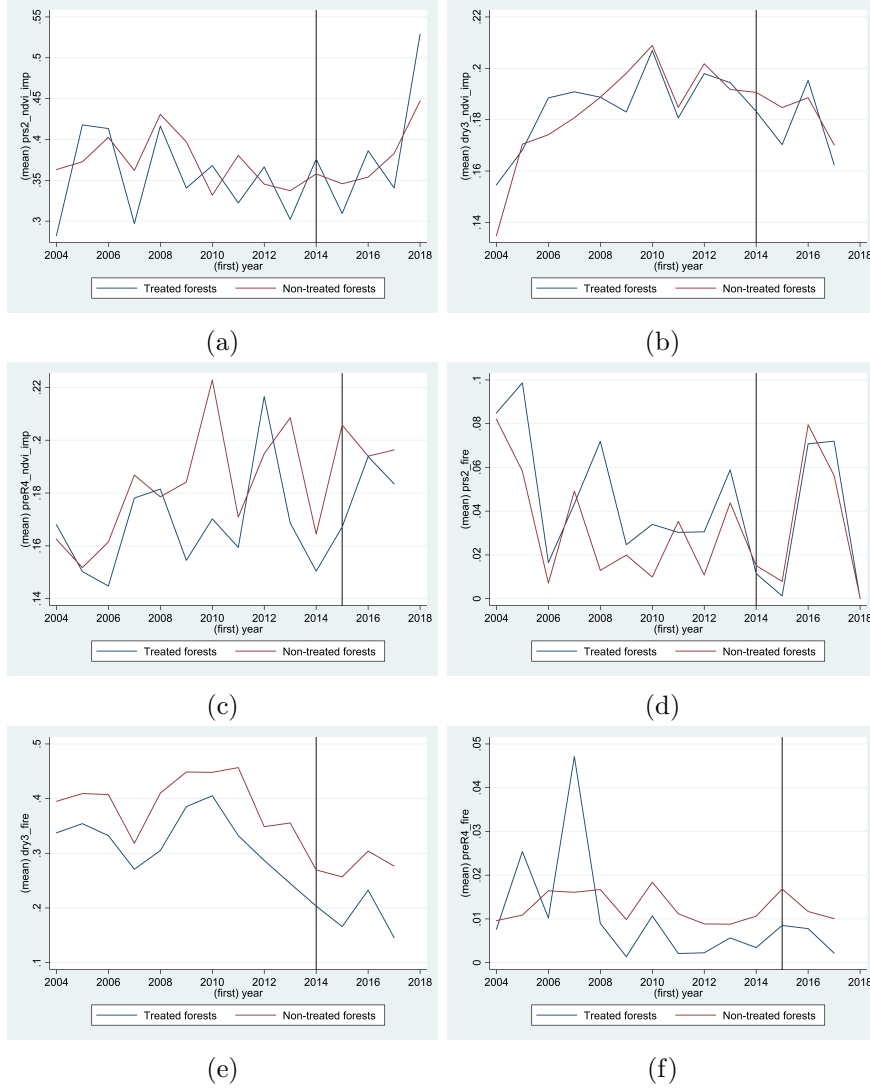 (mean) prs2_ndvi_imp
.55
.5
.45
.4
.35
.3
2004 2006 2008 2010 2012 2014 2016 2018
(first) year
Treated forests Non-treated forests
(a)
(mean) dry3_ndvi_imp
.22
.2
.18
.16
.14
2004 2006 2008 2010 2012 2014 2016 2018
(first) year
Treated forests Non-treated forests
(b)
(mean) preR4_ndvi_imp
.22
.2
.18
.16
.14
2004 2006 2008 2010 2012 2014 2016 2018
(first) year
Treated forests Non-treated forests
(c)
(mean) prs2_fire
.1
.08
.06
.04
.02
0
2004 2006 2008 2010 2012 2014 2016 2018
(first) year
Treated forests Non-treated forests
(d)
(mean) dry3_fire
.5
.4
.3
.2
.1
2004 2006 2008 2010 2012 2014 2016 2018
(first) year
Treated forests Non-treated forests
(e)
(mean) preR4_fire
.05
.04
.03
.02
.01
0
2004 2006 2008 2010 2012 2014 2016 2018
(first) year
Treated forests Non-treated forests
(f)